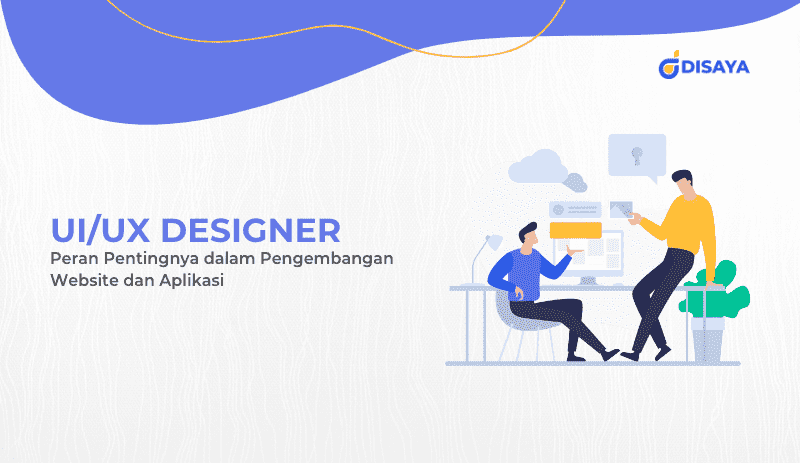 DISAYA
UI/UX DESIGNER
Peran Pentingnya dalam Pengembangan
Website dan Aplikasi